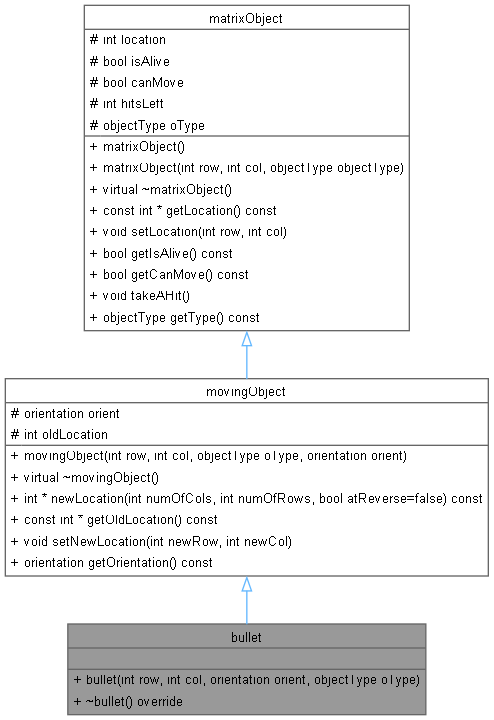 matrixObject
# int location
# bool isAlive
# bool canMove
# int hitsLeft
# objectType oType
+ matrixObject()
+ matrixObject(int row, int col, objectType objectType)
+ virtual ~matrixObject()
+ const int * getLocation() const
+ void setLocation(int row, int col)
+ bool getIsAlive() const
+ bool getCanMove() const
+ void takeAHit()
+ objectType getType() const
movingObject
# orientation orient
# int oldLocation
+ movingObject(int row, int col, objectType oType, orientation orient)
+ virtual ~movingObject()
+ int * newLocation(int numOfCols, int numOfRows, bool atReverse=false) const
+ const int * getOldLocation() const
+ void setNewLocation(int newRow, int newCol)
+ orientation getOrientation() const
bullet
+ bullet(int row, int col, orientation orient, objectType oType)
+ ~bullet() override